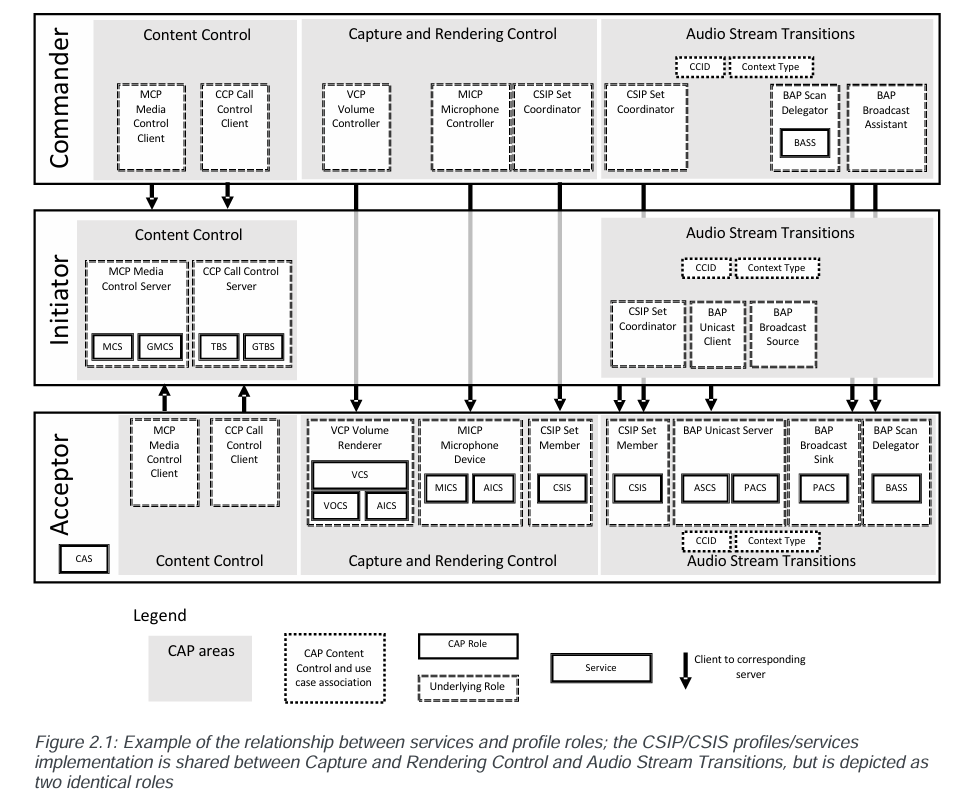 Commander
Content Control
Capture and Rendering Control
Audio Stream Transitions
CCID
Context Type
MCP
Media
Control
Client
CCP Call
Control
Client
VCP
Volume
Controller
MICP
Microphone
Controller
CSIP Set
Coordinator
CSIP Set
Coordinator
BAP Scan
Delegator
BASS
BAP
Broadcast
Assistant
Initiator
Content Control
MCP Media
Control Server
MCS
GMCS
CCP Call Control
Server
TBS
GTBS
Audio Stream Transitions
CCID
Context Type
CSIP Set
Coordinator
BAP
Unicast
Client
BAP
Broadcast
Source
Acceptor
CAS
MCP
Media
Control
Client
CCP Call
Control
Client
Content Control
VCP Volume
Renderer
VCS
VOCS
AICS
MICP
Microphone
Device
MICS
AICS
CSIP Set
Member
CSIS
Capture and Rendering Control
CSIP Set
Member
CSIS
BAP Unicast Server
ASCS
PACS
BAP
Broadcast
Sink
PACS
BAP Scan
Delegator
BASS
CCID
Context Type
Audio Stream Transitions
Legend
CAP areas
CAP Content
Control and use
case association
CAP Role
Underlying Role
Service
Client to corresponding
server
Figure 2.1: Example of the relationship between services and profile roles; the CSIP/CSIS profiles/services
implementation is shared between Capture and Rendering Control and Audio Stream Transitions, but is depicted as
two identical roles